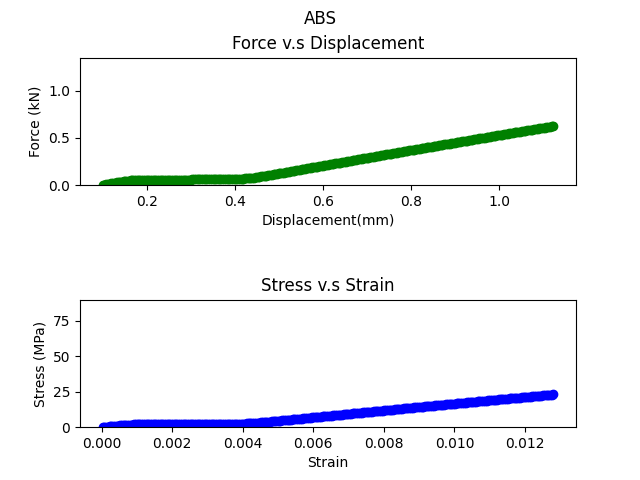 ABS
Force v.s Displacement
1.0
0.5
0.0
Force (kN)
0.2 0.4 0.6 0.8 1.0
Displacement(mm)
Stress v.s Strain
75
50
25
0
Stress (MPa)
0.000 0.002 0.004 0.006 0.008 0.010 0.012
Strain